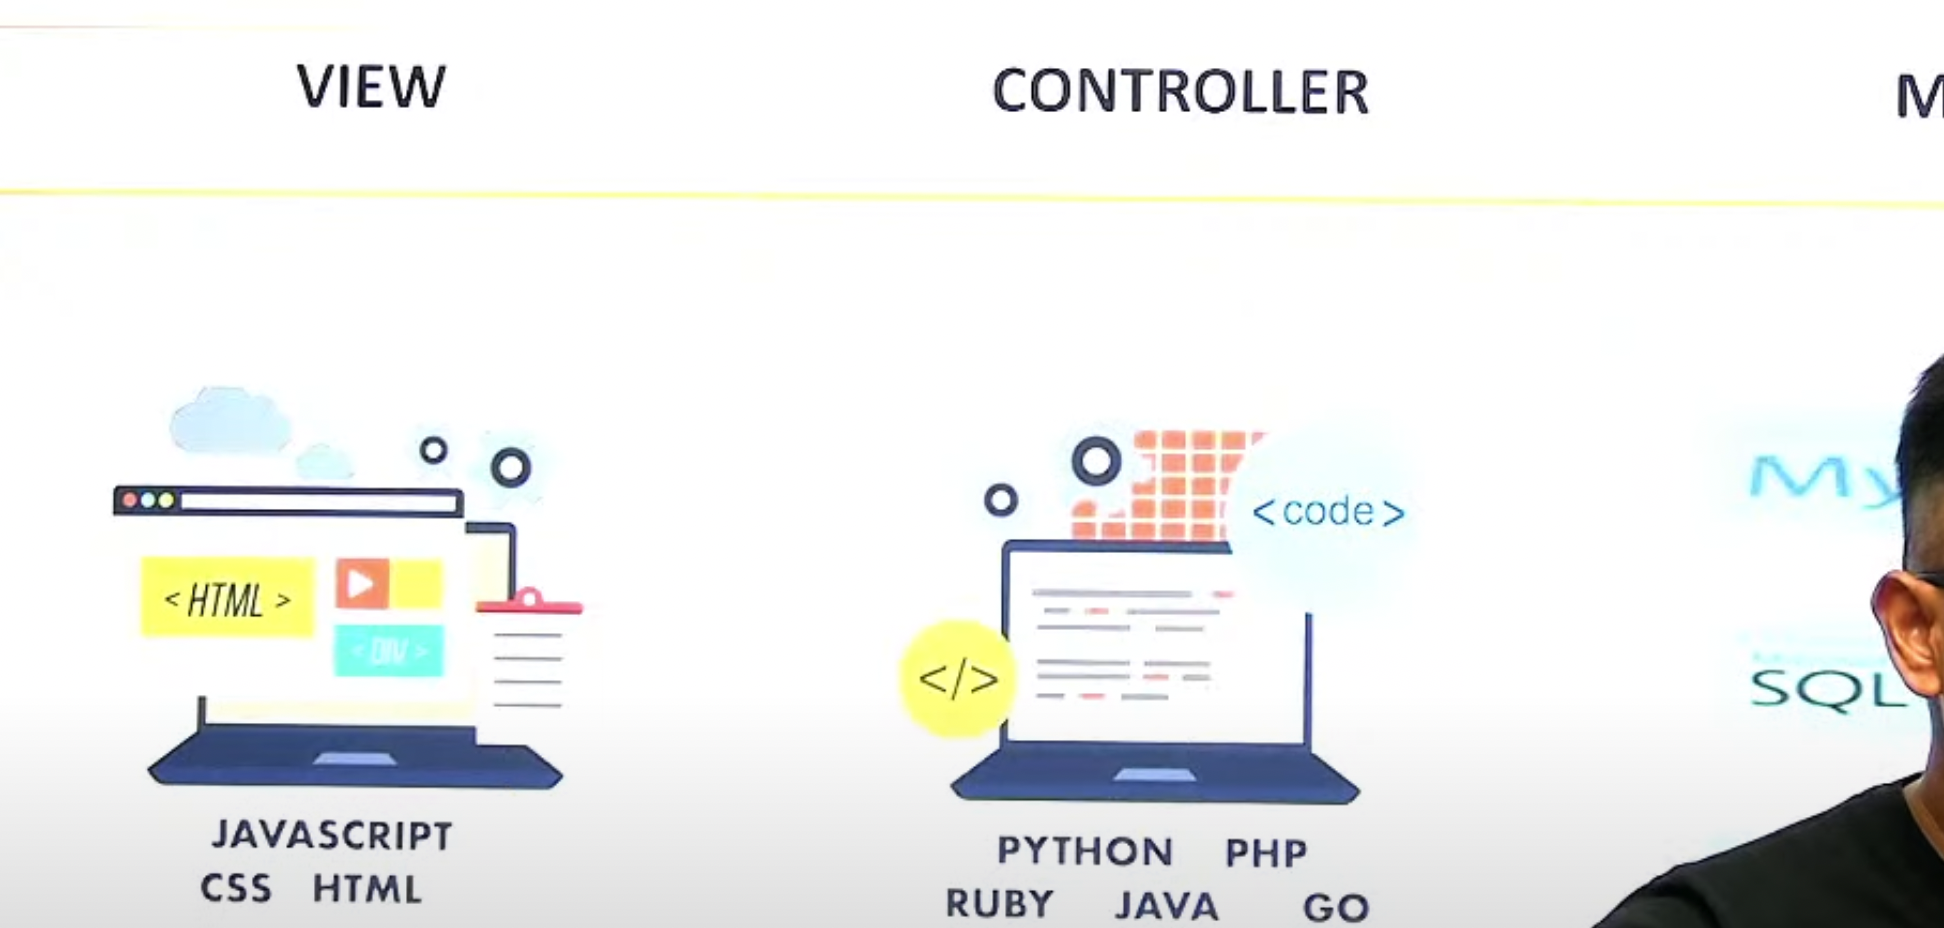 VIEW
CONTROLLER
M
< HTML >
< DIV >
JAVASCRIPT
CSS HTML
<code>
</>
PYTHON PHP
RUBY JAVA GO
My
SQL